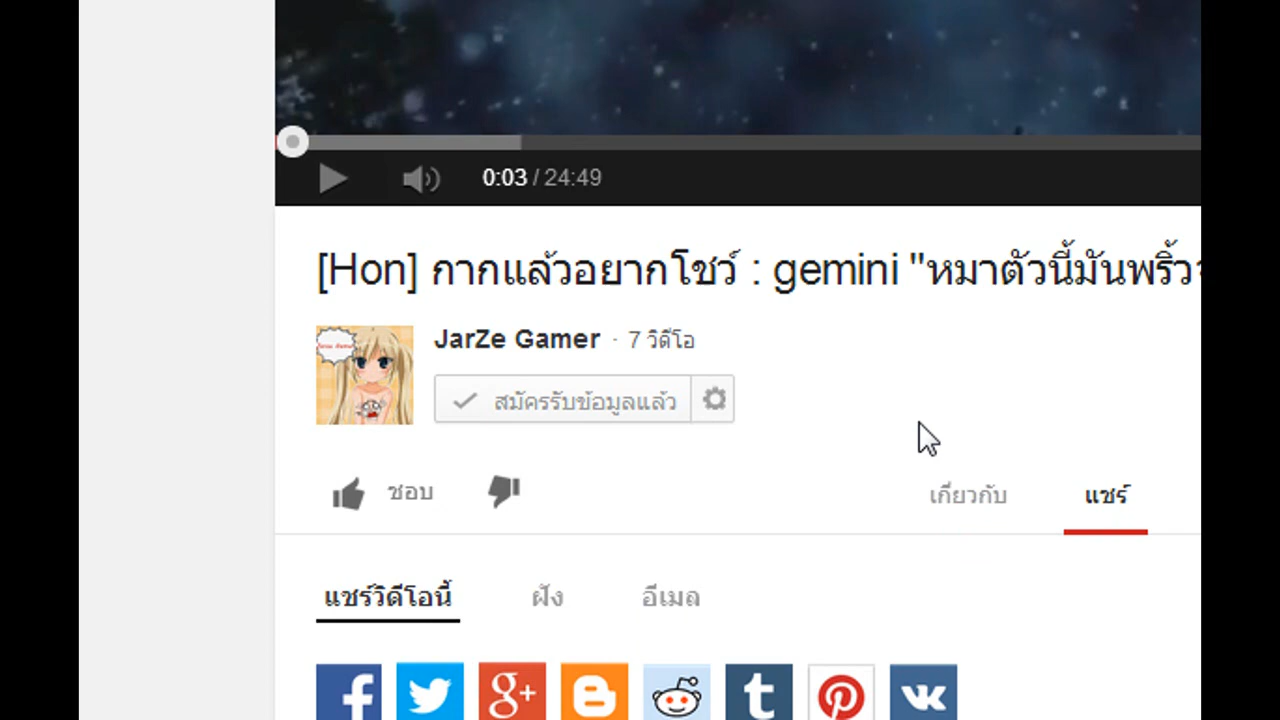 0:03 / 24:49
[Hon] กากแล้วอยากโชว์ : gemini "หมาตัวนี้มันพริ้ว
JarZe Gamer · 7 วิดีโอ
สมัครรับข้อมูลแล้ว
ชอบ
เกี่ยวกับ
แชร์
แชร์วิดีโอนี้
ฝัง
อีเมล